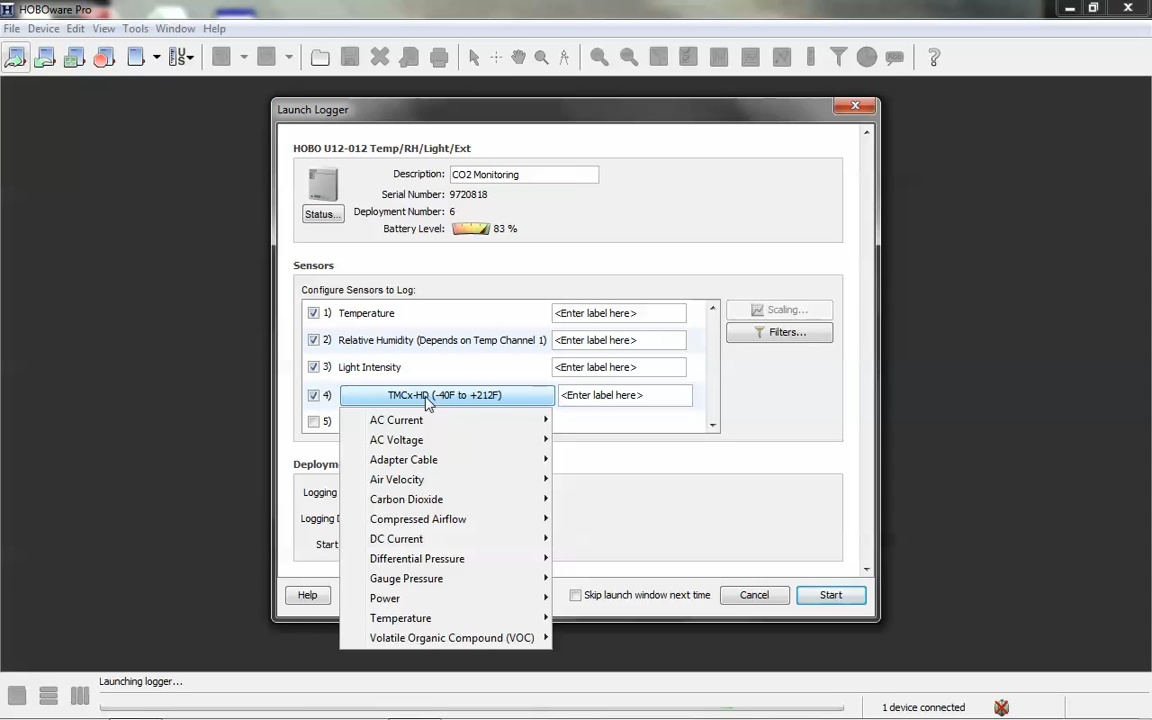 HOBOware Pro
File Device Edit View Tools Window Help
Launch Logger
HOBO U12-012 Temp/RH/Light/Ext
Description: CO2 Monitoring
Serial Number: 9720818
Status... Deployment Number: 6
Battery Level: 83 %
Sensors
Configure Sensors to Log:
1) Temperature <Enter label here> Scaling...
2) Relative Humidity (Depends on Temp Channel 1) <Enter label here> Filters...
3) Light Intensity <Enter label here>
4) TMCx-HD (-40F to +212F) <Enter label here>
5)
AC Current
AC Voltage
Adapter Cable
Air Velocity
Carbon Dioxide
Compressed Airflow
DC Current
Differential Pressure
Gauge Pressure
Power
Temperature
Volatile Organic Compound (VOC)
Deploym
Logging
Logging
Start
Help Skip launch window next time Cancel Start
Launching logger...
1 device connected